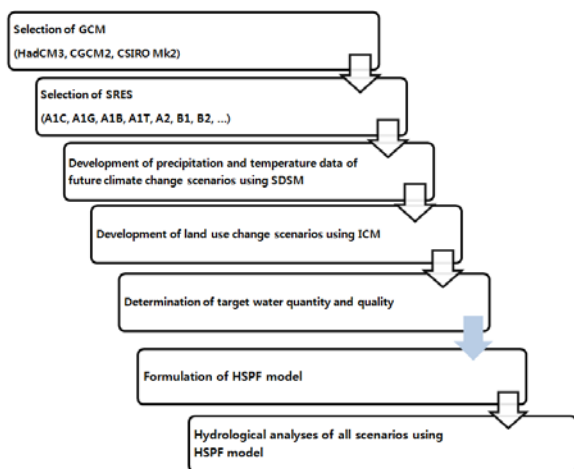 Selection of GCM
(HadCM3, CGCM2, CSIRO Mk2)
Selection of SRES
(A1C, A1G, A1B, A1T, A2, B1, B2, ...)
Development of precipitation and temperature data of
future climate change scenarios using SDSM
Development of land use change scenarios using ICM
Determination of target water quantity and quality
Formulation of HSPF model
Hydrological analyses of all scenarios using
HSPF model